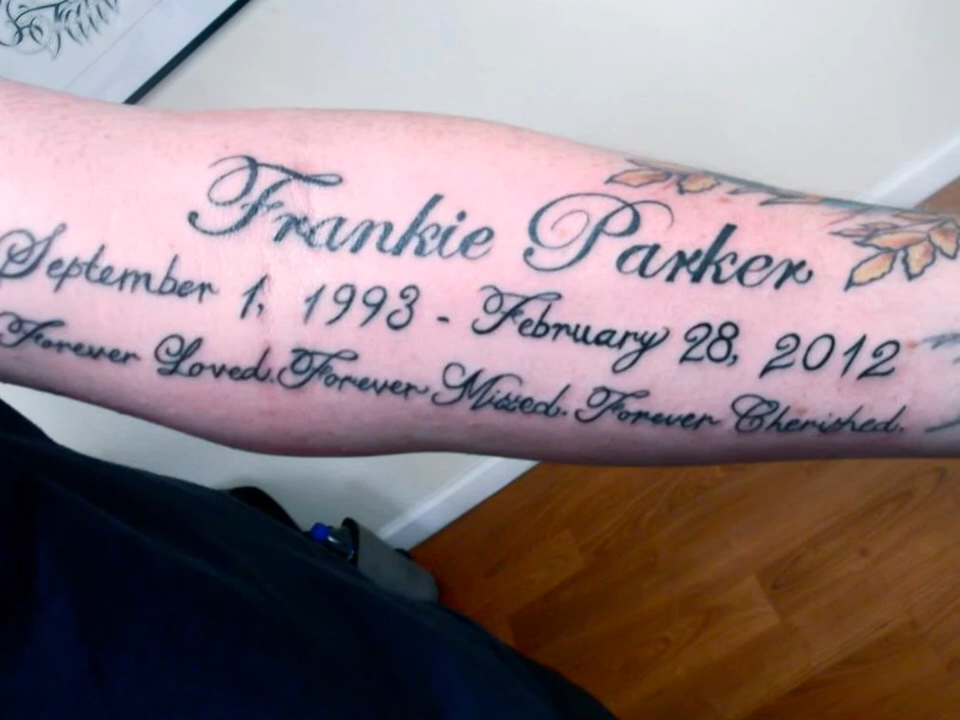 Frankie Parker
September 1, 1993 - February 28, 2012
Forever Loved. Forever Missed. Forever Cherished.